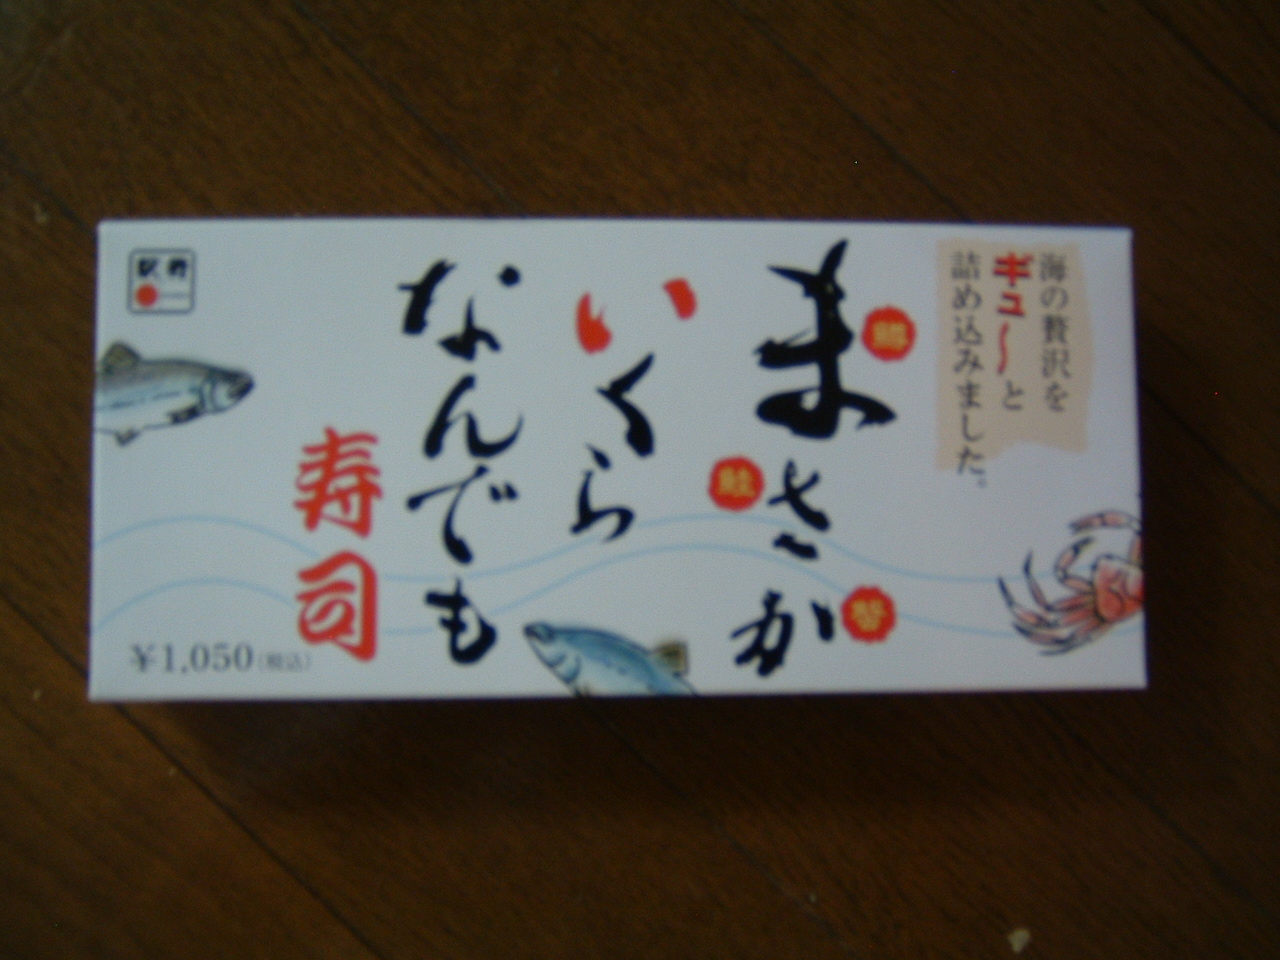 海の贅沢を
ギュ〜と
詰め込みました。
まさか
鱒
鮭
蟹
いくら
なんでも
寿司
駅弁
¥1,050(税込)